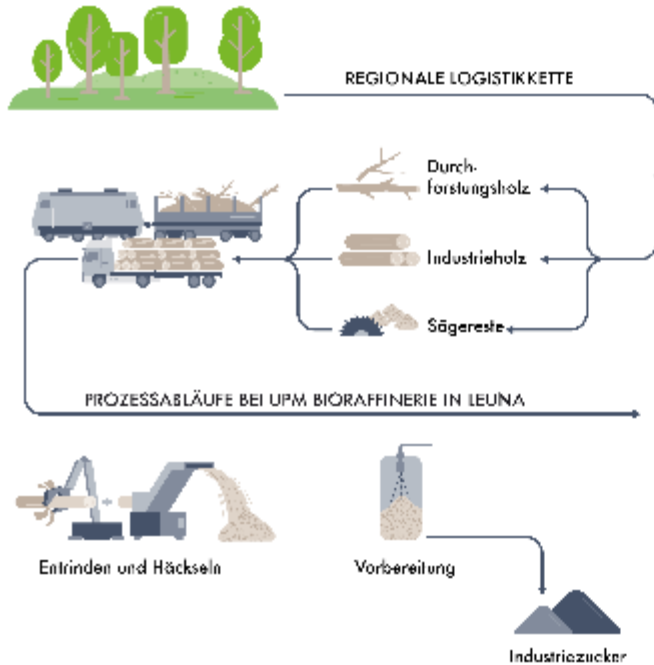 REGIONALE LOGISTIKKETTE
Durch-
forstungsholz
Industrieholz
Sägereste
PROZESSABLÄUFE BEI UPM BIORAFFINERIE IN LEUNA
Entrinden und Häckseln
Vorbereitung
Industriezucker